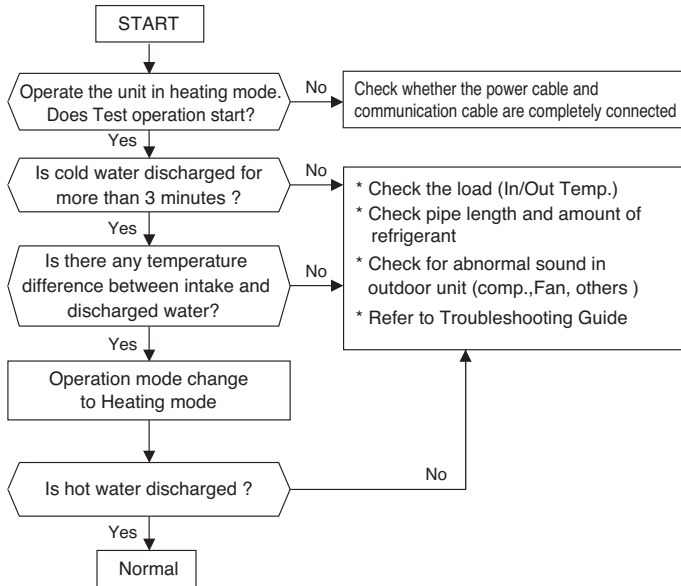 START
Operate the unit in heating mode.
Does Test operation start?
No
Check whether the power cable and
communication cable are completely connected
Yes
Is cold water discharged for
more than 3 minutes ?
No
* Check the load (In/Out Temp.)
* Check pipe length and amount of
refrigerant
* Check for abnormal sound in
outdoor unit (comp.,Fan, others )
* Refer to Troubleshooting Guide
Yes
Is there any temperature
difference between intake and
discharged water?
No
Yes
Operation mode change
to Heating mode
Is hot water discharged ?
No
Yes
Normal